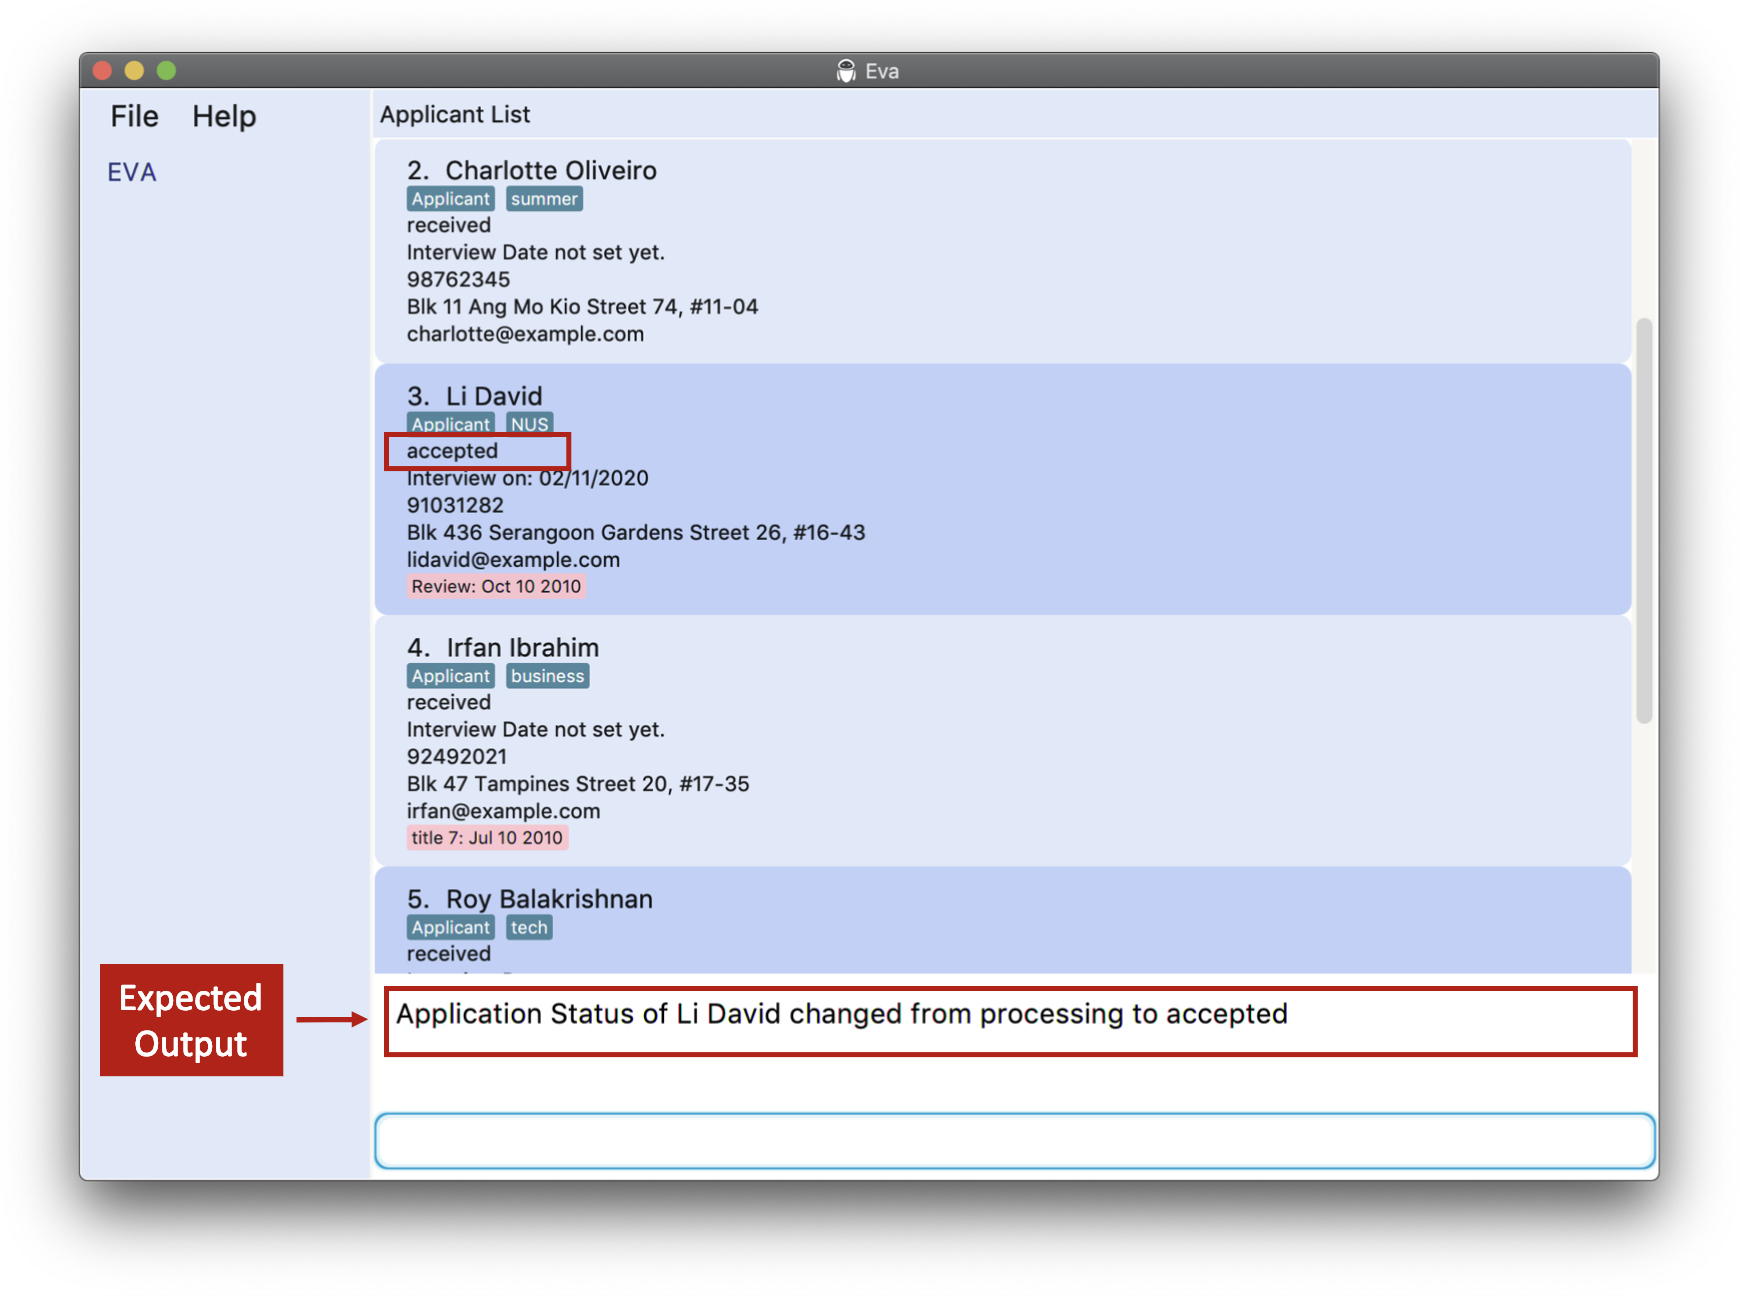 Eva
File Help
EVA
Applicant List
2. Charlotte Oliveiro
Applicant summer
received
Interview Date not set yet.
98762345
Blk 11 Ang Mo Kio Street 74, #11-04
charlotte@example.com
3. Li David
Applicant NUS
accepted
Interview on: 02/11/2020
91031282
Blk 436 Serangoon Gardens Street 26, #16-43
lidavid@example.com
Review: Oct 10 2010
4. Irfan Ibrahim
Applicant business
received
Interview Date not set yet.
92492021
Blk 47 Tampines Street 20, #17-35
irfan@example.com
title 7: Jul 10 2010
5. Roy Balakrishnan
Applicant tech
received
Expected
Output
Application Status of Li David changed from processing to accepted